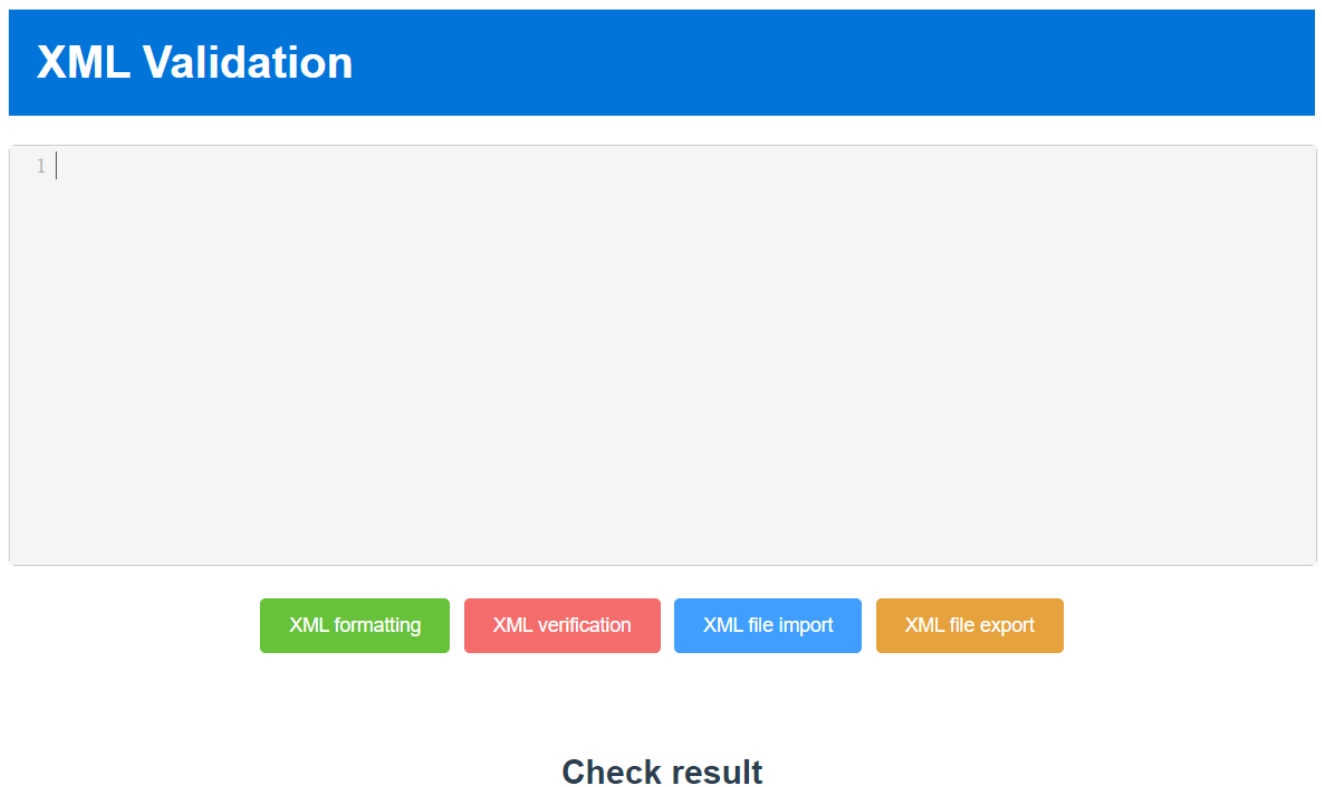 XML Validation
1
XML formatting XML verification XML file import XML file export
Check result